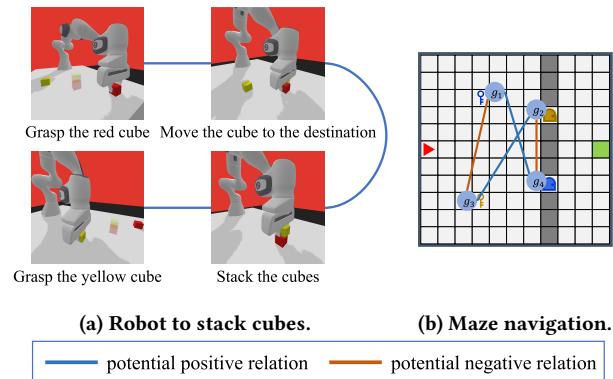 Grasp the red cube
Move the cube to the destination
Grasp the yellow cube
Stack the cubes
g1
g2
g3
g4
(a) Robot to stack cubes.
(b) Maze navigation.
potential positive relation
potential negative relation